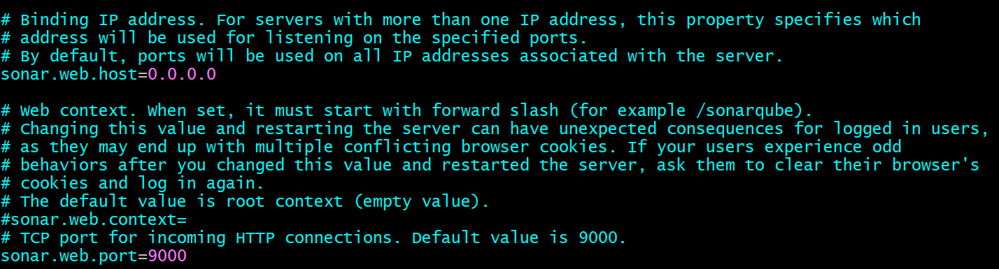 # Binding IP address. For servers with more than one IP address, this property specifies which
# address will be used for listening on the specified ports.
# By default, ports will be used on all IP addresses associated with the server.
sonar.web.host=0.0.0.0
# Web context. When set, it must start with forward slash (for example /sonarqube).
# Changing this value and restarting the server can have unexpected consequences for logged in users,
# as they may end up with multiple conflicting browser cookies. If your users experience odd
# behaviors after you changed this value and restarted the server, ask them to clear their browser's
# cookies and log in again.
# The default value is root context (empty value).
#sonar.web.context=
# TCP port for incoming HTTP connections. Default value is 9000.
sonar.web.port=9000